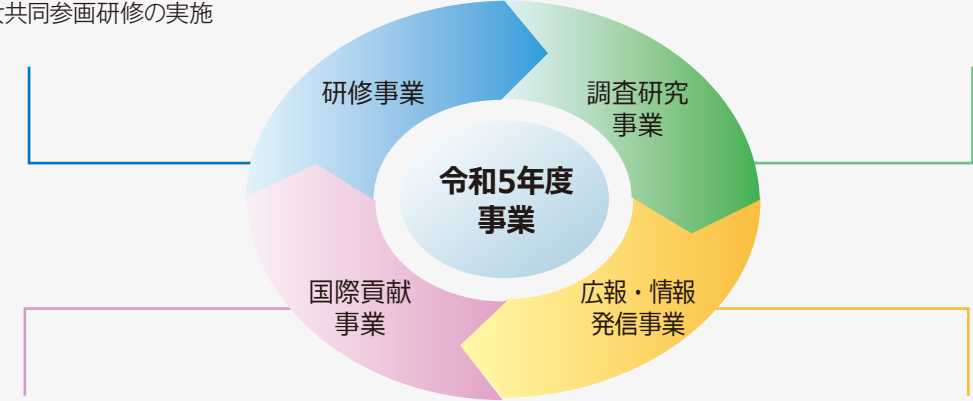 共同参画研修の実施
研修事業
調査研究
事業
令和5年度
事業
国際貢献
事業
広報・情報
発信事業